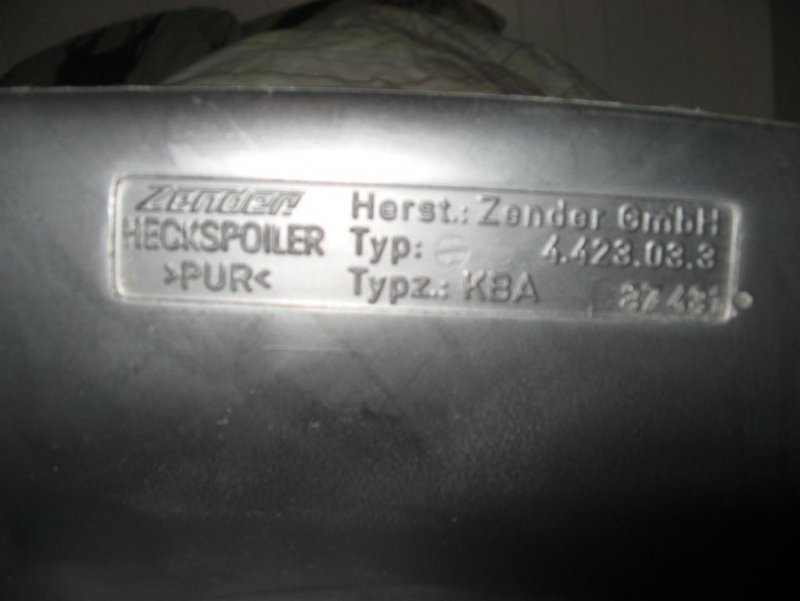 Zender
HECKSPOILER
>PUR<
Herst.: Zender GmbH
Typ: 4.423.03.3
Typz.: KBA